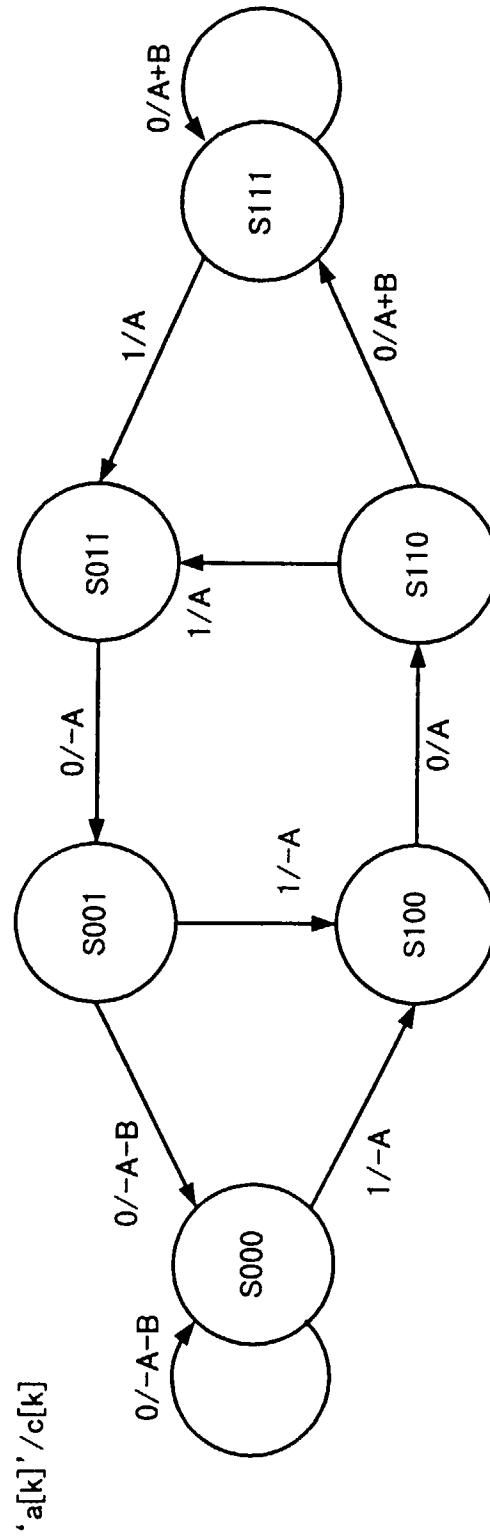 'a[k]'/c[k]
0/-A-B
S000
1/-A
0/-A-B
S001
1/-A
S100
0/-A
0/A
S011
1/A
S110
1/A
0/A+B
S111
0/A+B